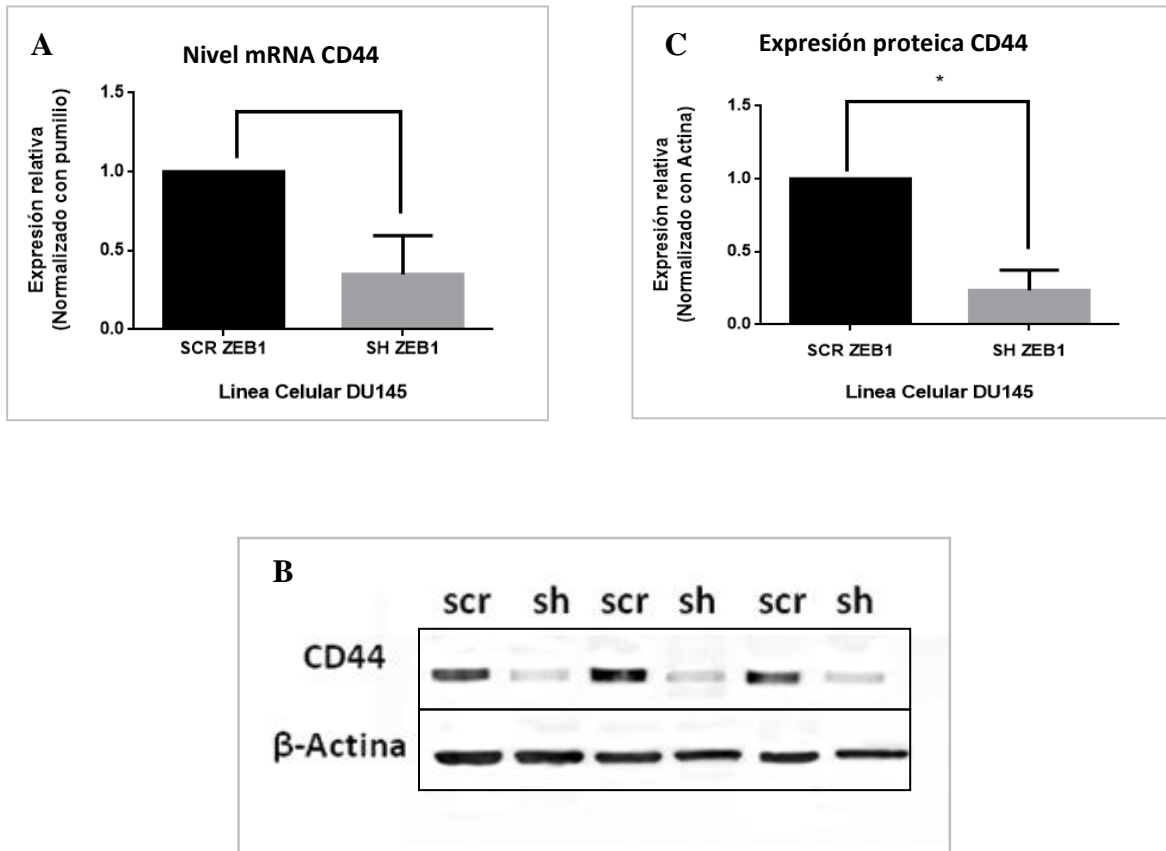 A
Nivel mRNA CD44
Expresión relativa
(Normalizado con pumilio)
1.5
1.0
0.5
0.0
SCR ZEB1 SH ZEB1
Linea Celular DU145
C
Expresión proteica CD44
*
Expresión relativa
(Normalizado con Actina)
1.5
1.0
0.5
0.0
SCR ZEB1 SH ZEB1
Linea Celular DU145
B
scr sh scr sh scr sh
CD44
β-Actina